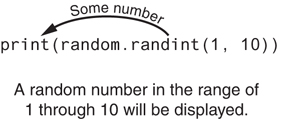 Some number
print(random.randint(1, 10))
A random number in the range of
1 through 10 will be displayed.